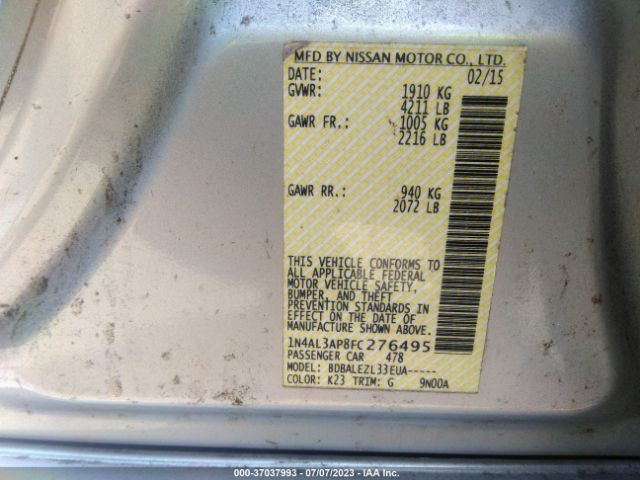 MFD BY NISSAN MOTOR CO., LTD.
DATE: 02/15
GVWR: 1910 KG
4211 LB
GAWR FR.: 1005 KG
2216 LB
GAWR RR.: 940 KG
2072 LB
THIS VEHICLE CONFORMS TO
ALL APPLICABLE FEDERAL
MOTOR VEHICLE SAFETY,
BUMPER, AND THEFT
PREVENTION STANDARDS IN
EFFECT ON THE DATE OF
MANUFACTURE SHOWN ABOVE.
1N4AL3AP8FC276495
PASSENGER CAR 478
MODEL: BDBALEZL33EUA-----
COLOR: K23 TRIM: G 9N00A
000-37037993 - 07/07/2023 - IAA Inc.